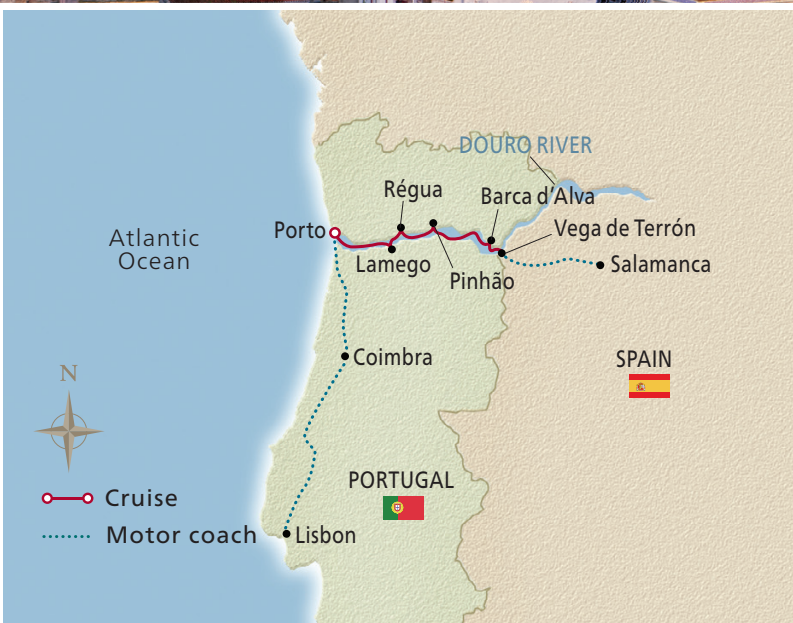 DOURO RIVER
Régua
Barca d'Alva
Porto
Vega de Terrón
Atlantic
Ocean
Lamego
Salamanca
Pinhão
N
Coimbra
SPAIN
PORTUGAL
Cruise
Motor coach
Lisbon